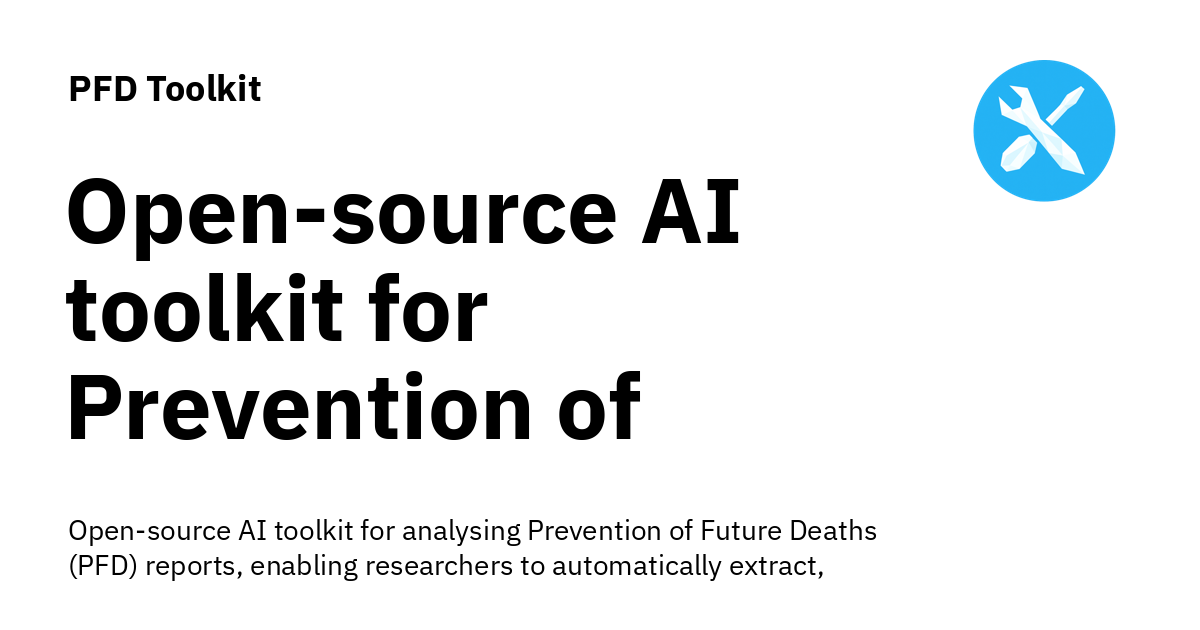 PFD Toolkit
Open-source AI
toolkit for
Prevention of
Open-source AI toolkit for analysing Prevention of Future Deaths
(PFD) reports, enabling researchers to automatically extract,